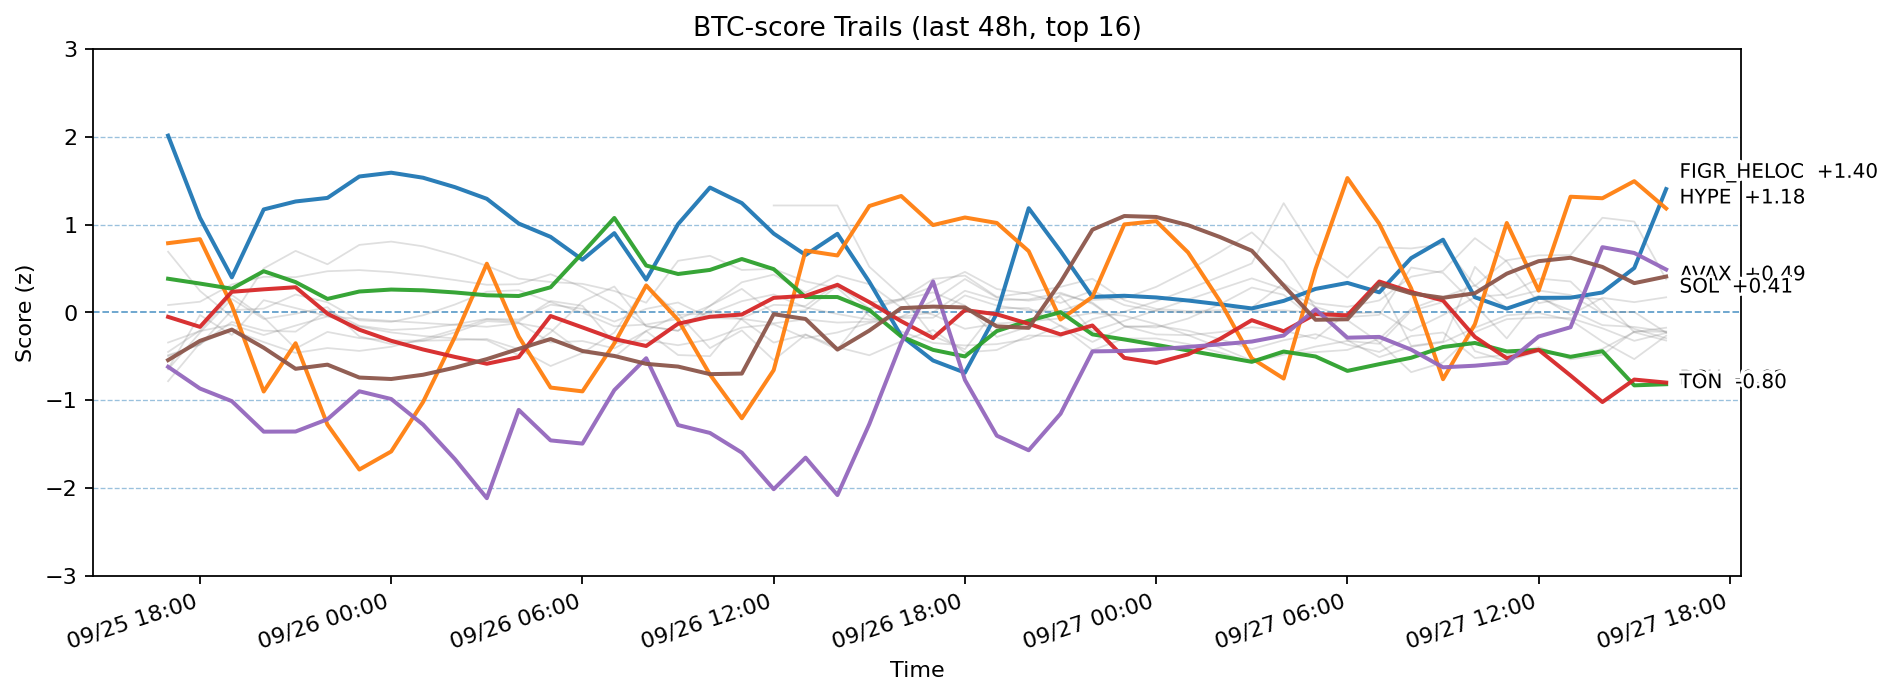 BTC-score Trails (last 48h, top 16)
Score (z)
3
2
1
0
−1
−2
−3
FIGR_HELOC +1.40
HYPE +1.18
AVAX +0.49
SOL +0.41
TON -0.80
09/25 18:00
09/26 00:00
09/26 06:00
09/26 12:00
09/26 18:00
09/27 00:00
09/27 06:00
09/27 12:00
09/27 18:00
Time